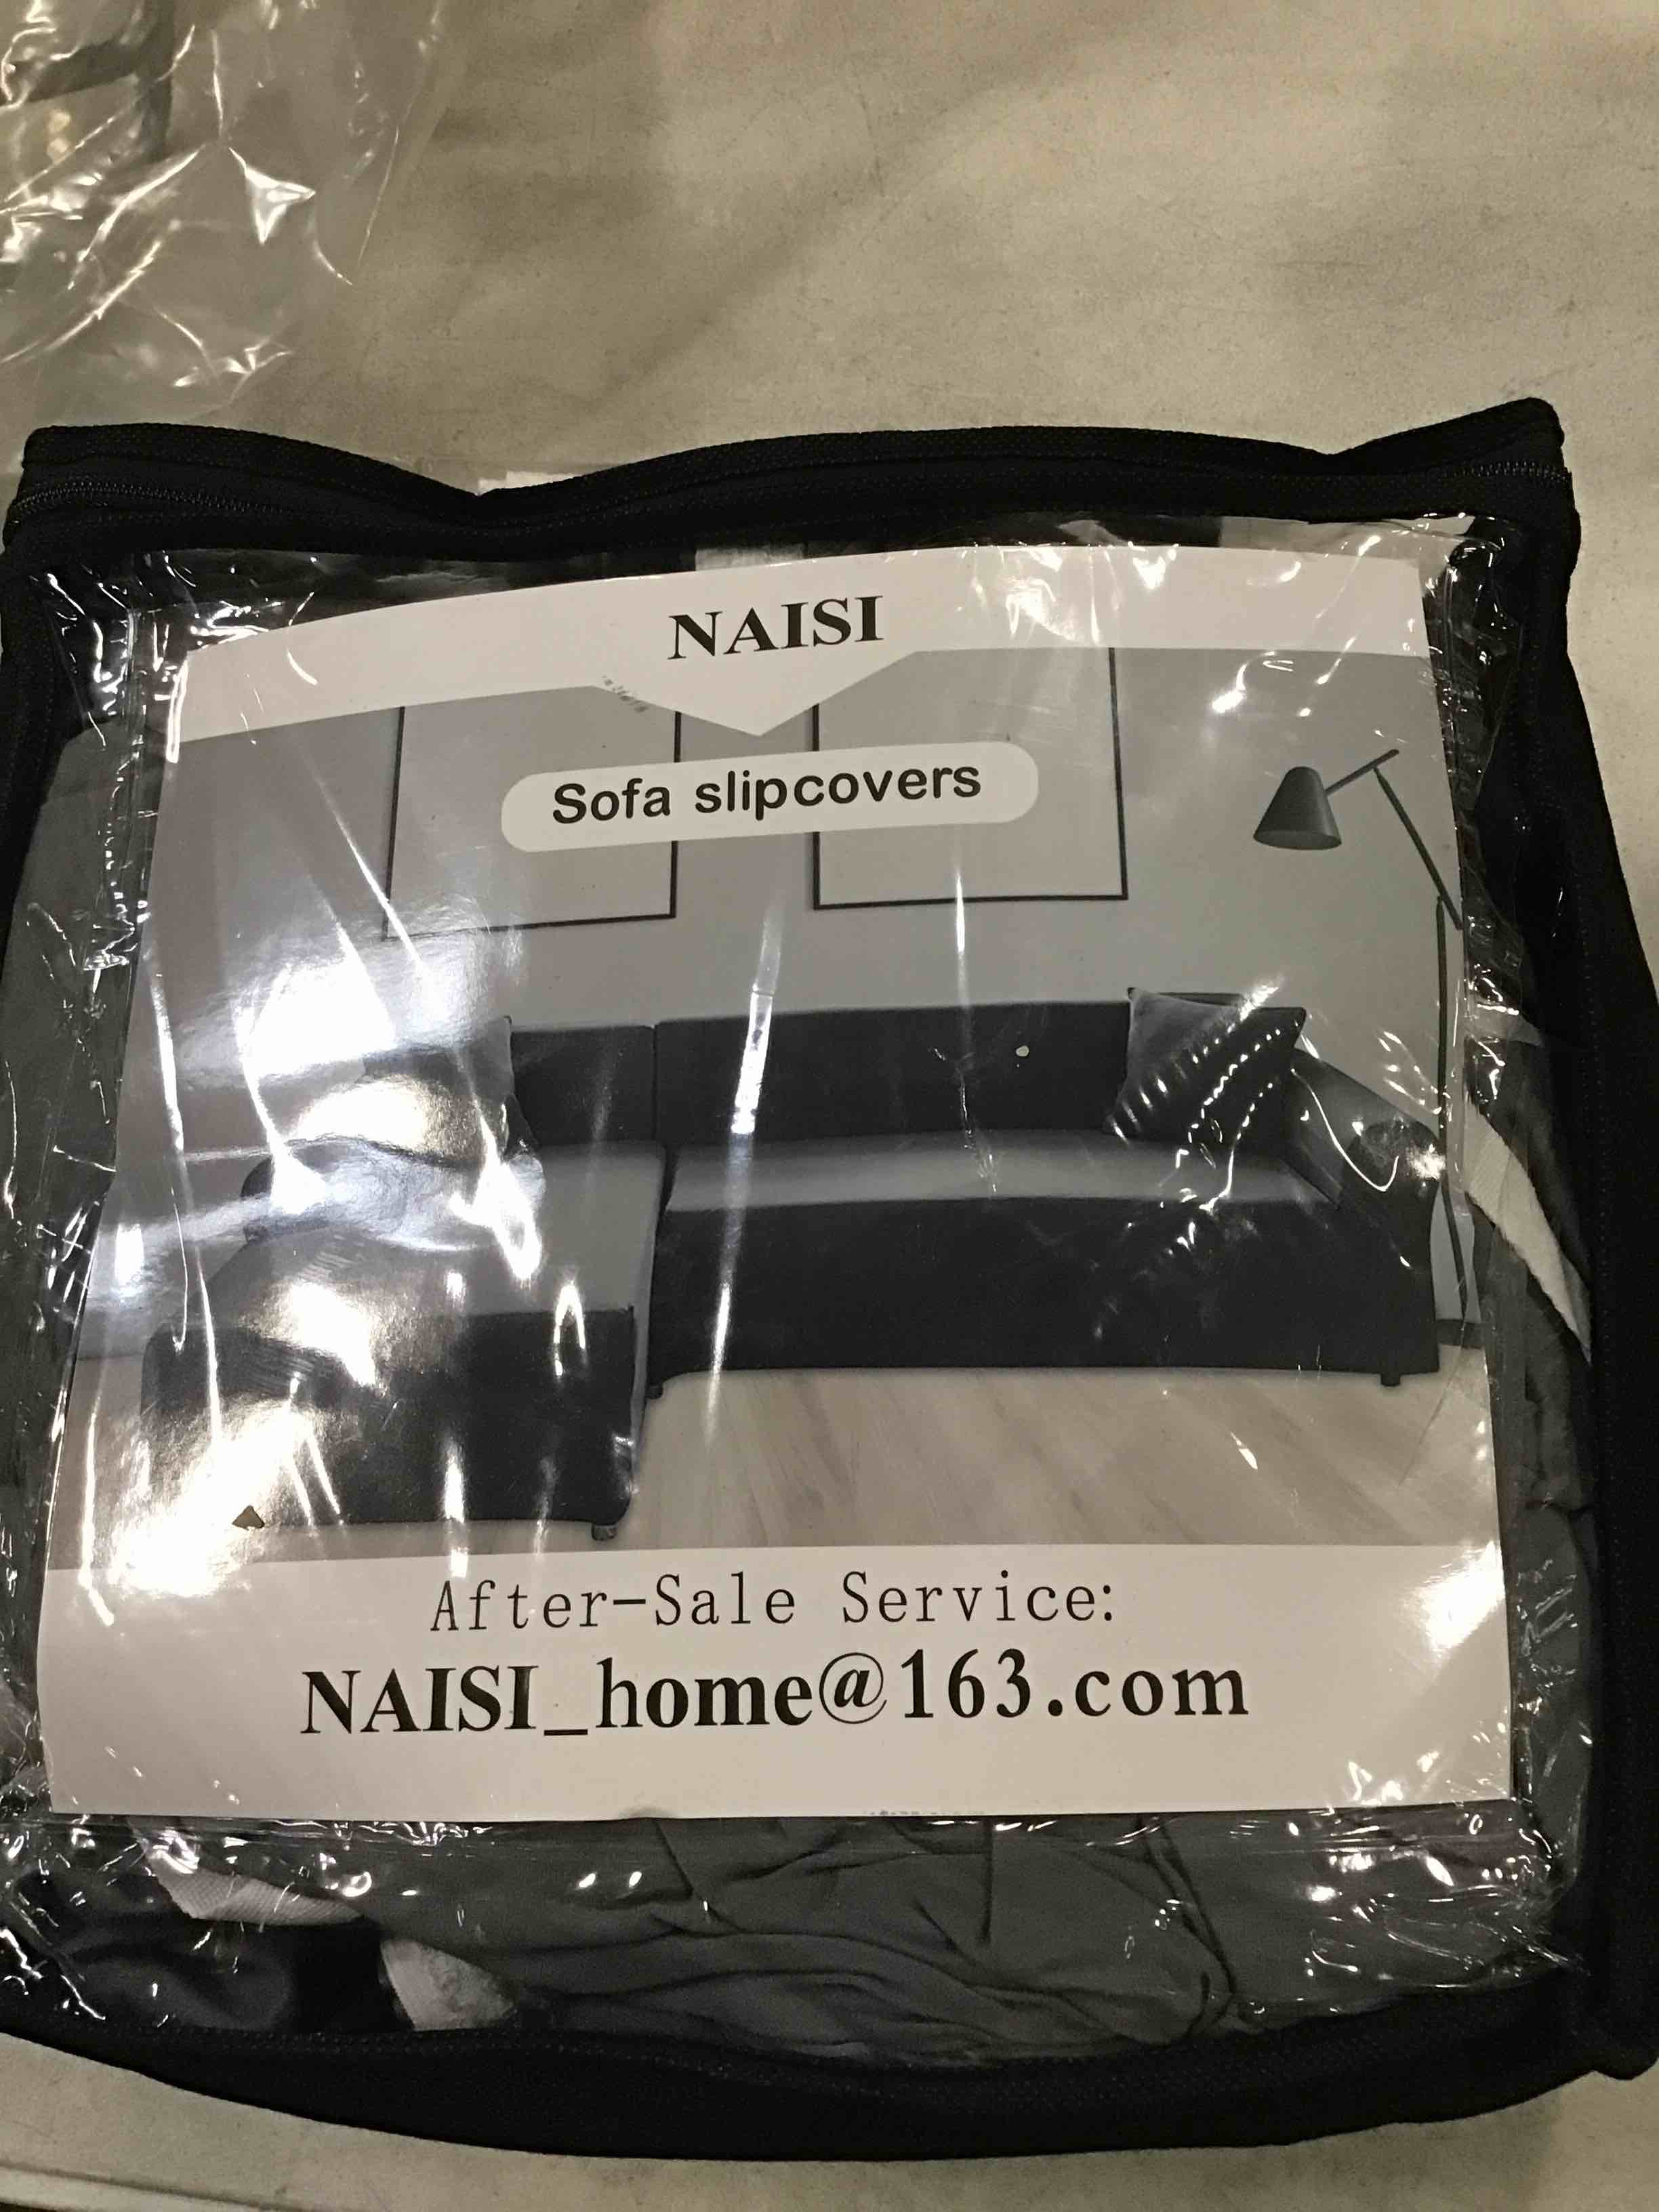 NAISI
Sofa slipcovers
After-Sale Service:
NAISI_home@163.com